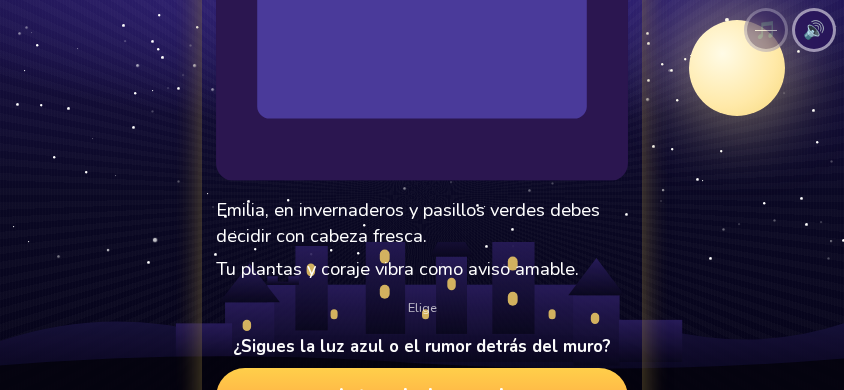 Emilia, en invernaderos y pasillos verdes debes
decidir con cabeza fresca.
Tu plantas y coraje vibra como aviso amable.
Elige
¿Sigues la luz azul o el rumor detrás del muro?